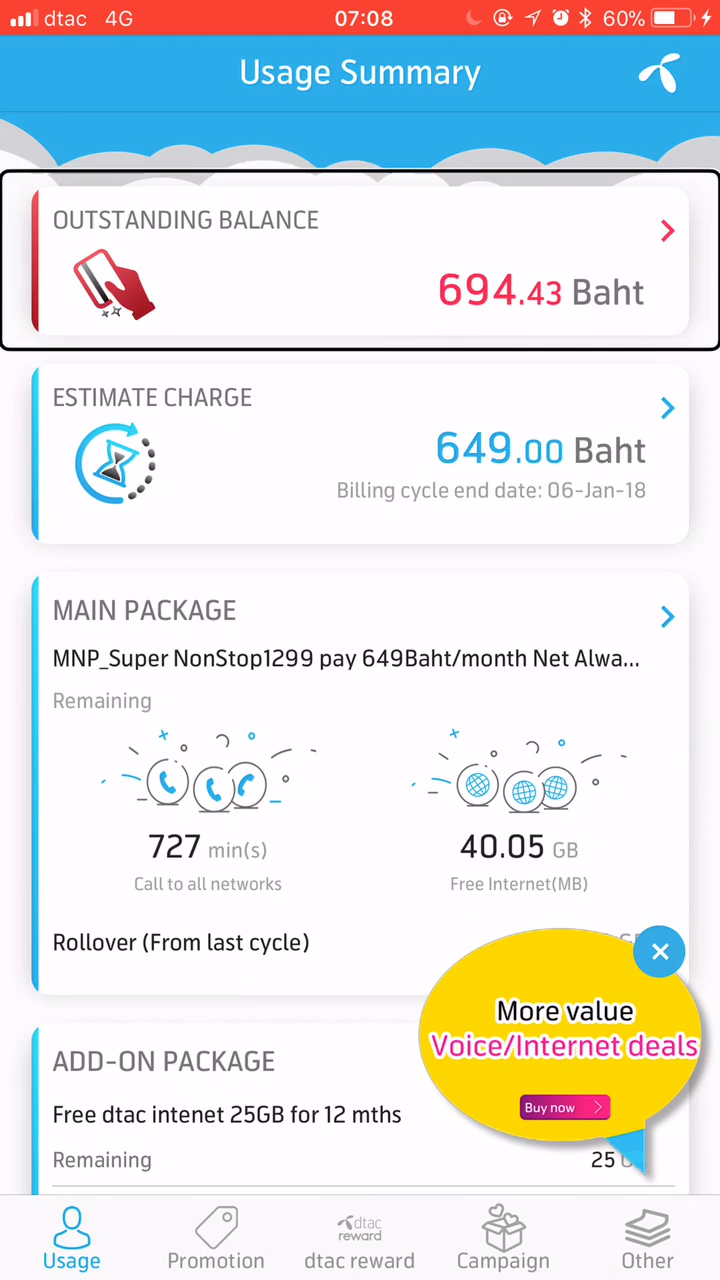 dtac 4G 07:08 60%
Usage Summary
OUTSTANDING BALANCE
694.43 Baht
ESTIMATE CHARGE
649.00 Baht
Billing cycle end date: 06-Jan-18
MAIN PACKAGE
MNP_Super NonStop1299 pay 649Baht/month Net Alwa...
Remaining
727 min(s)
Call to all networks
40.05 GB
Free Internet(MB)
Rollover (From last cycle)
More value
Voice/Internet deals
Buy now
ADD-ON PACKAGE
Free dtac intenet 25GB for 12 mths
Remaining 25
Usage
Promotion
dtac
reward
dtac reward
Campaign
Other